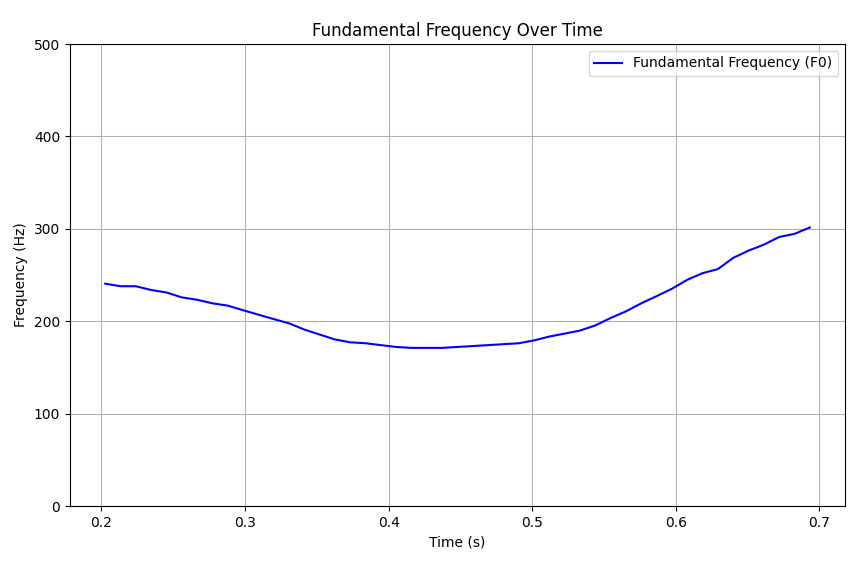 Fundamental Frequency Over Time
Fundamental Frequency (F0)
500
400
300
200
100
0
Frequency (Hz)
0.2 0.3 0.4 0.5 0.6 0.7
Time (s)